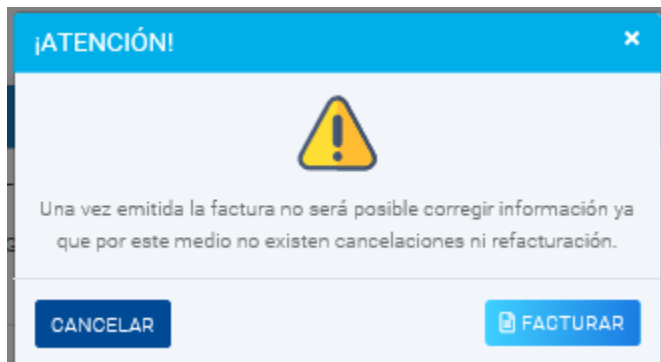 ¡ATENCIÓN!
Una vez emitida la factura no será posible corregir información ya
que por este medio no existen cancelaciones ni refacturación.
CANCELAR
FACTURAR